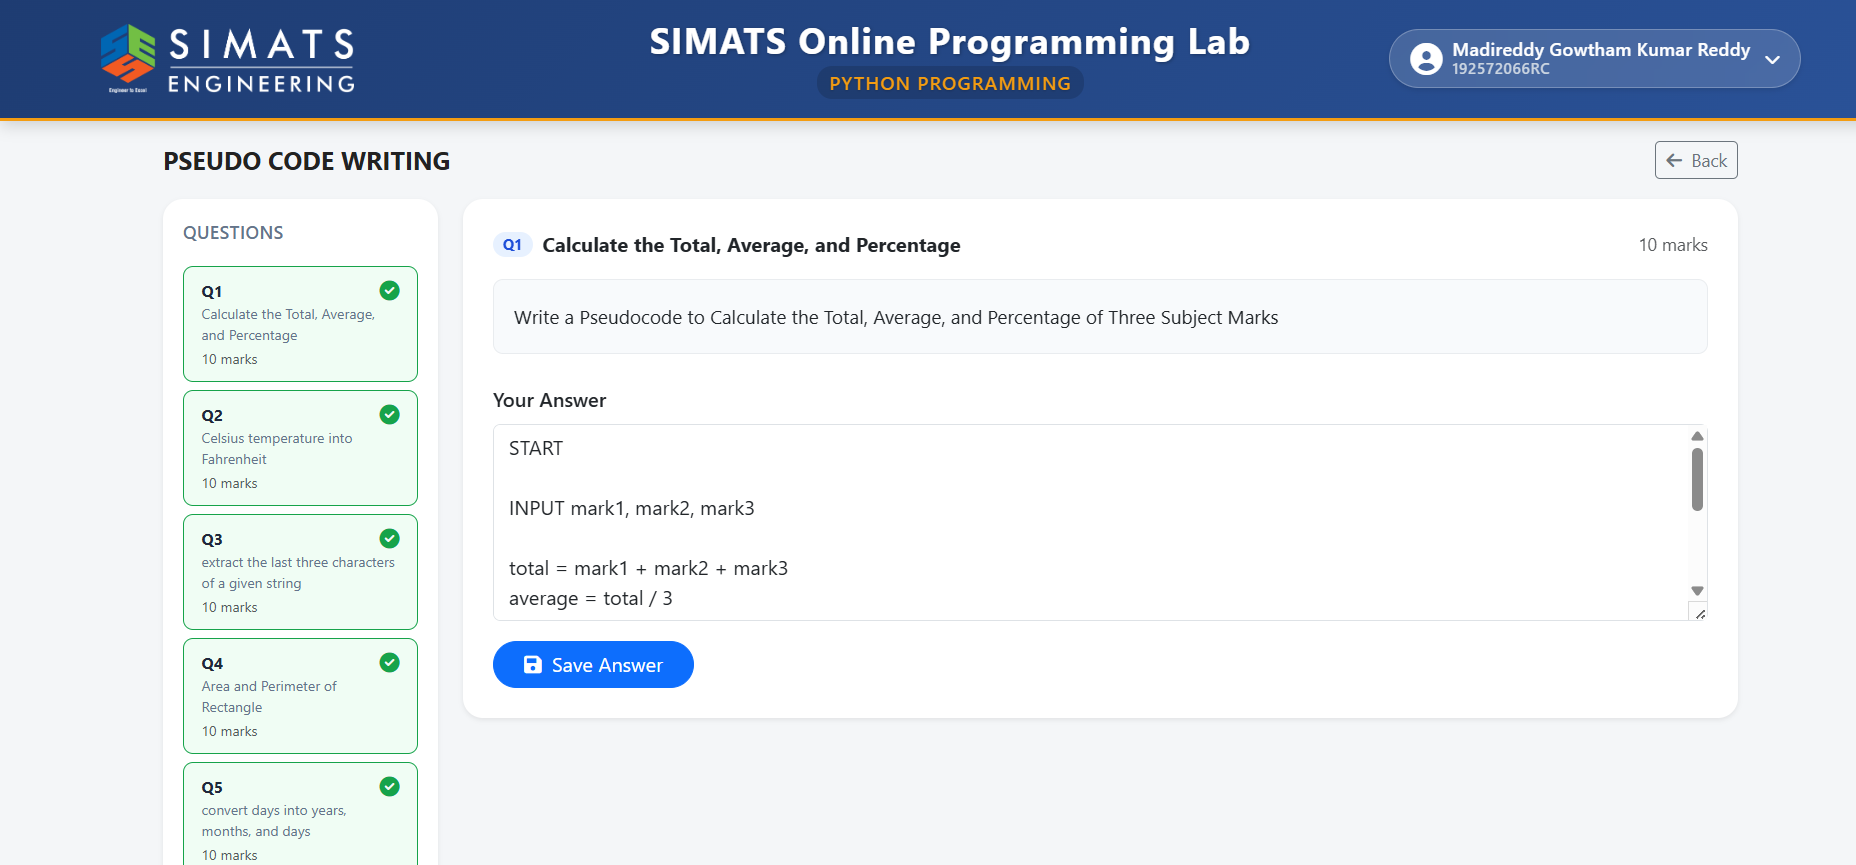 SIMATS
ENGINEERING
Engineer to Excel
SIMATS Online Programming Lab
PYTHON PROGRAMMING
Madireddy Gowtham Kumar Reddy
192572066RC
PSEUDO CODE WRITING
Back
QUESTIONS
Q1
Calculate the Total, Average,
and Percentage
10 marks
Q2
Celsius temperature into
Fahrenheit
10 marks
Q3
extract the last three characters
of a given string
10 marks
Q4
Area and Perimeter of
Rectangle
10 marks
Q5
convert days into years,
months, and days
10 marks
Q1 Calculate the Total, Average, and Percentage
10 marks
Write a Pseudocode to Calculate the Total, Average, and Percentage of Three Subject Marks
Your Answer
START
INPUT mark1, mark2, mark3
total = mark1 + mark2 + mark3
average = total / 3
Save Answer